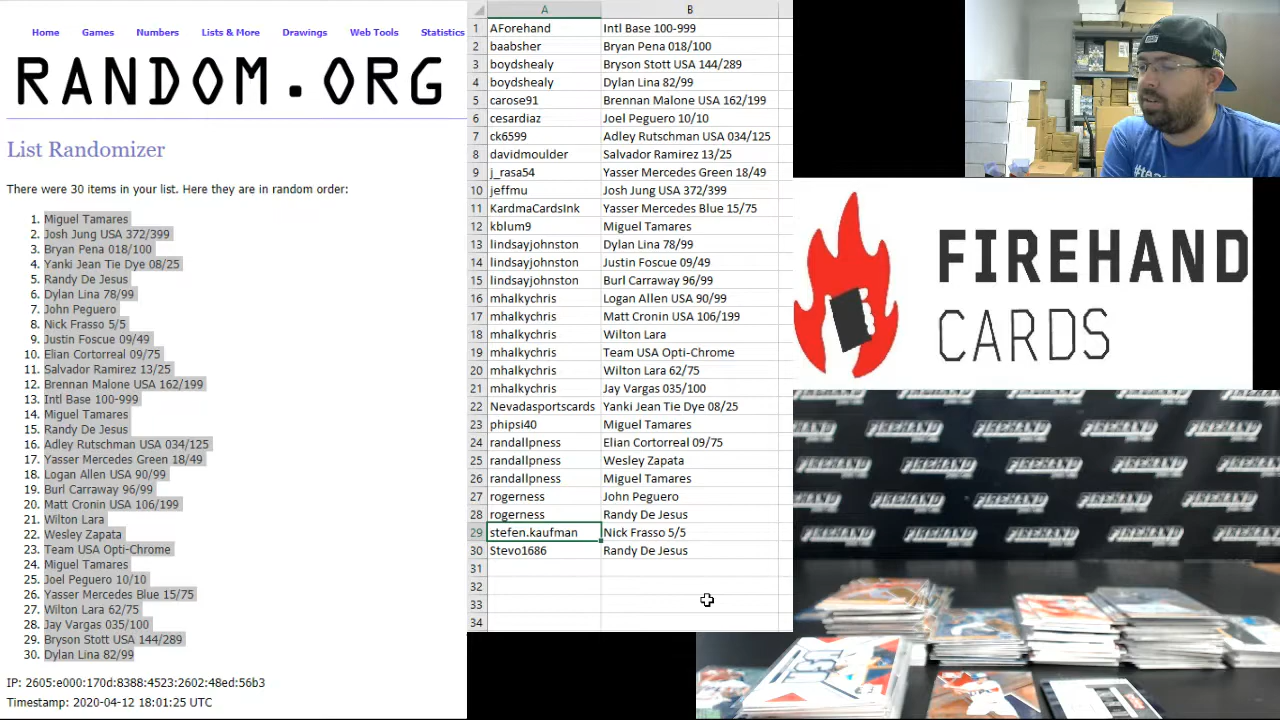 Home Games Numbers Lists & More Drawings Web Tools Statistics
RANDOM.ORG
List Randomizer
There were 30 items in your list. Here they are in random order:
1. Miguel Tamares
2. Josh Jung USA 372/399
3. Bryan Pena 018/100
4. Yanki Jean Tie Dye 08/25
5. Randy De Jesus
6. Dylan Lina 78/99
7. John Peguero
8. Nick Frasso 5/5
9. Justin Foscue 09/49
10. Elian Cortorreal 09/75
11. Salvador Ramirez 13/25
12. Brennan Malone USA 162/199
13. Intl Base 100-999
14. Miguel Tamares
15. Randy De Jesus
16. Adley Rutschman USA 034/125
17. Yasser Mercedes Green 18/49
18. Logan Allen USA 90/99
19. Burl Carraway 96/99
20. Matt Cronin USA 106/199
21. Wilton Lara
22. Wesley Zapata
23. Team USA Opti-Chrome
24. Miguel Tamares
25. Joel Peguero 10/10
26. Yasser Mercedes Blue 15/75
27. Wilton Lara 62/75
28. Jay Vargas 035/100
29. Bryson Stott USA 144/289
30. Dylan Lina 82/99
IP: 2605:e000:170d:8388:4523:2602:48ed:56b3
Timestamp: 2020-04-12 18:01:25 UTC
A B
1 AForehand Intl Base 100-999
2 baabsher Bryan Pena 018/100
3 boydshealy Bryson Stott USA 144/289
4 boydshealy Dylan Lina 82/99
5 carose91 Brennan Malone USA 162/199
6 cesardiaz Joel Peguero 10/10
7 ck6599 Adley Rutschman USA 034/125
8 davidmoulder Salvador Ramirez 13/25
9 j_rasa54 Yasser Mercedes Green 18/49
10 jeffmu Josh Jung USA 372/399
11 KardmaCardsInk Yasser Mercedes Blue 15/75
12 kblum9 Miguel Tamares
13 lindsayjohnston Dylan Lina 78/99
14 lindsayjohnston Justin Foscue 09/49
15 lindsayjohnston Burl Carraway 96/99
16 mhalkychris Logan Allen USA 90/99
17 mhalkychris Matt Cronin USA 106/199
18 mhalkychris Wilton Lara
19 mhalkychris Team USA Opti-Chrome
20 mhalkychris Wilton Lara 62/75
21 mhalkychris Jay Vargas 035/100
22 Nevadasportscards Yanki Jean Tie Dye 08/25
23 phipsi40 Miguel Tamares
24 randallpness Elian Cortorreal 09/75
25 randallpness Wesley Zapata
26 randallpness Miguel Tamares
27 rogerness John Peguero
28 rogerness Randy De Jesus
29 stefen.kaufman Nick Frasso 5/5
30 Stevo1686 Randy De Jesus
31
32
33
34
FIREHAND
CARDS